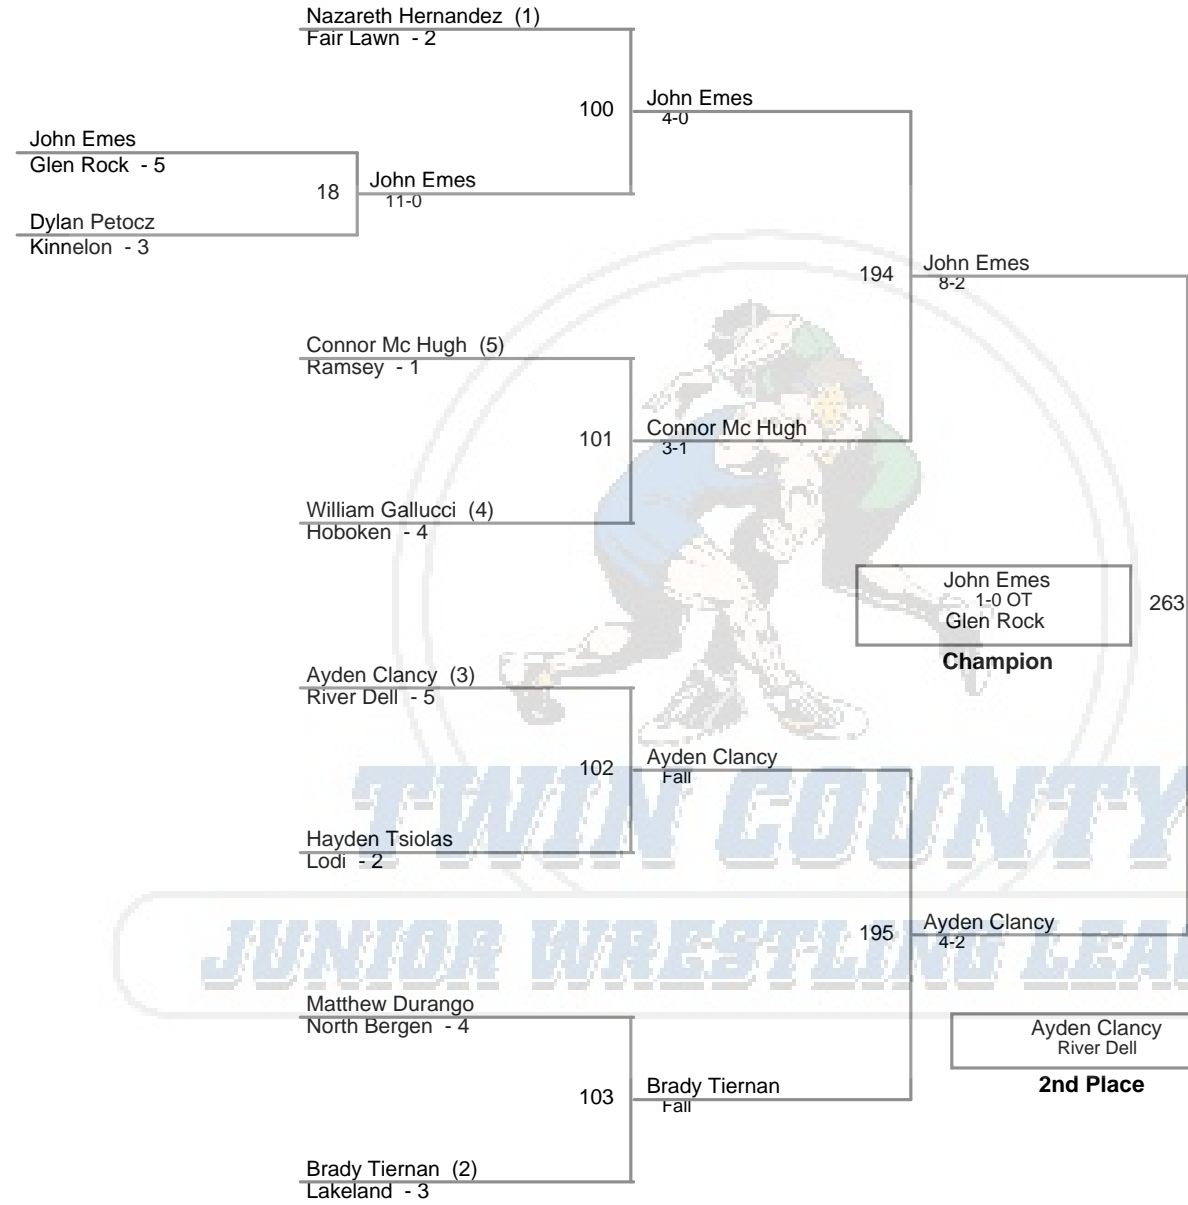 Nazareth Hernandez (1)
Fair Lawn - 2
100
John Emes
4-0
John Emes
Glen Rock - 5
18
John Emes
11-0
Dylan Petocz
Kinnelon - 3
194
John Emes
8-2
Connor Mc Hugh (5)
Ramsey - 1
101
Connor Mc Hugh
3-1
William Gallucci (4)
Hoboken - 4
John Emes
1-0 OT
Glen Rock
263
Champion
Ayden Clancy (3)
River Dell - 5
102
Ayden Clancy
Fall
TWIN COUNTY
Hayden Tsiolas
Lodi - 2
195
Ayden Clancy
4-2
JUNIOR WRESTLING LEA
Matthew Durango
North Bergen - 4
Ayden Clancy
River Dell
2nd Place
103
Brady Tiernan
Fall
Brady Tiernan (2)
Lakeland - 3